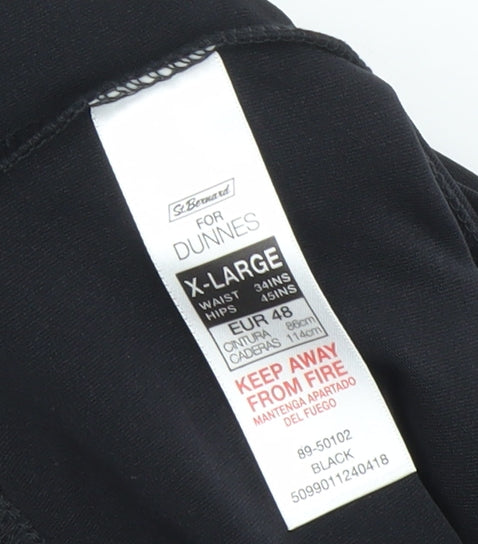 St.Bernard
FOR
DUNNES
X-LARGE
WAIST 34INS
HIPS 45INS
EUR 48
CINTURA 86cm
CADERAS 114cm
KEEP AWAY
FROM FIRE
MANTENGA APARTADO
DEL FUEGO
89-50102
BLACK
5099011240418